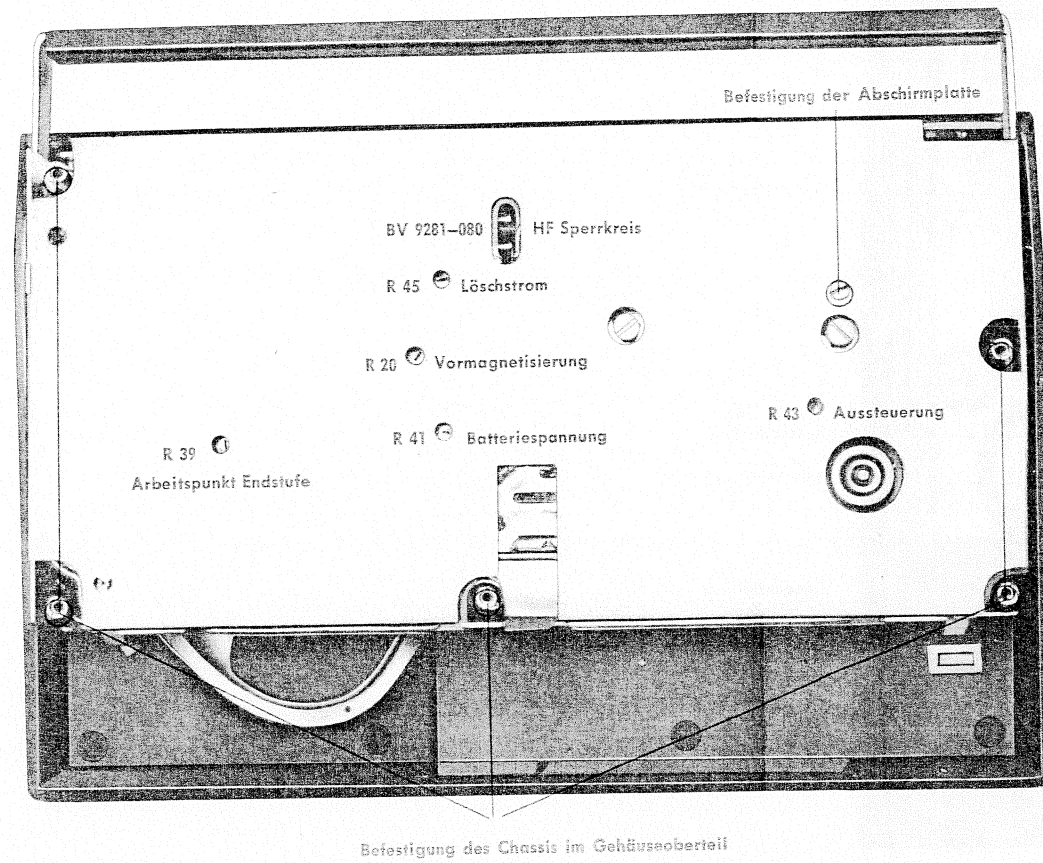 Befestigung der Abschirmplatte
BV 9281–080 HF Sperrkreis
R 45 Löschstrom
R 20 Vormagnetisierung
R 43 Aussteuerung
R 41 Batteriespannung
R 39
Arbeitspunkt Endstufe
Befestigung des Chassis im Gehäuseoberteil